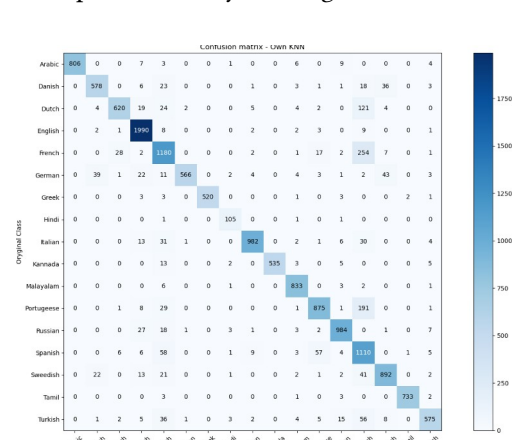 Confusion matrix - Own KNN
Oryginal Class
Arabic 806 0 0 7 3 0 0 1 0 0 6 0 9 0 0 0 4
Danish 0 578 0 6 23 0 0 0 1 0 3 1 1 18 36 0 3
Dutch 0 4 620 19 24 2 0 0 5 0 4 2 0 121 4 0 0
English 0 2 1 1990 8 0 0 0 2 0 2 3 0 9 0 0 1
French 0 0 28 2 1180 0 0 0 2 0 1 17 2 254 7 0 1
German 0 39 1 22 11 566 0 2 4 0 4 3 1 2 43 0 3
Greek 0 0 0 3 3 0 520 0 0 0 1 0 3 0 0 2 1
Hindi 0 0 0 0 1 0 0 105 0 0 1 0 1 0 0 0 0
Italian 0 0 0 13 31 1 0 0 982 0 2 1 6 30 0 0 4
Kannada 0 0 0 0 13 0 0 2 0 535 3 0 5 0 0 0 5
Malayalam 0 0 0 0 6 0 0 1 0 0 833 0 3 2 0 0 1
Portugeese 0 0 1 8 29 0 0 0 0 0 1 875 1 191 0 0 1
Russian 0 0 0 27 18 1 0 3 1 0 3 2 984 0 1 0 7
Spanish 0 0 6 6 58 0 0 1 9 0 3 57 4 1110 0 1 5
Sweedish 0 22 0 13 21 0 0 1 0 0 2 1 2 41 892 0 2
Tamil 0 0 0 0 3 0 0 0 0 0 1 0 3 0 0 733 2
Turkish 0 1 2 5 36 1 0 3 2 0 4 5 15 56 8 0 575
1750
1500
1250
1000
750
500
250
0